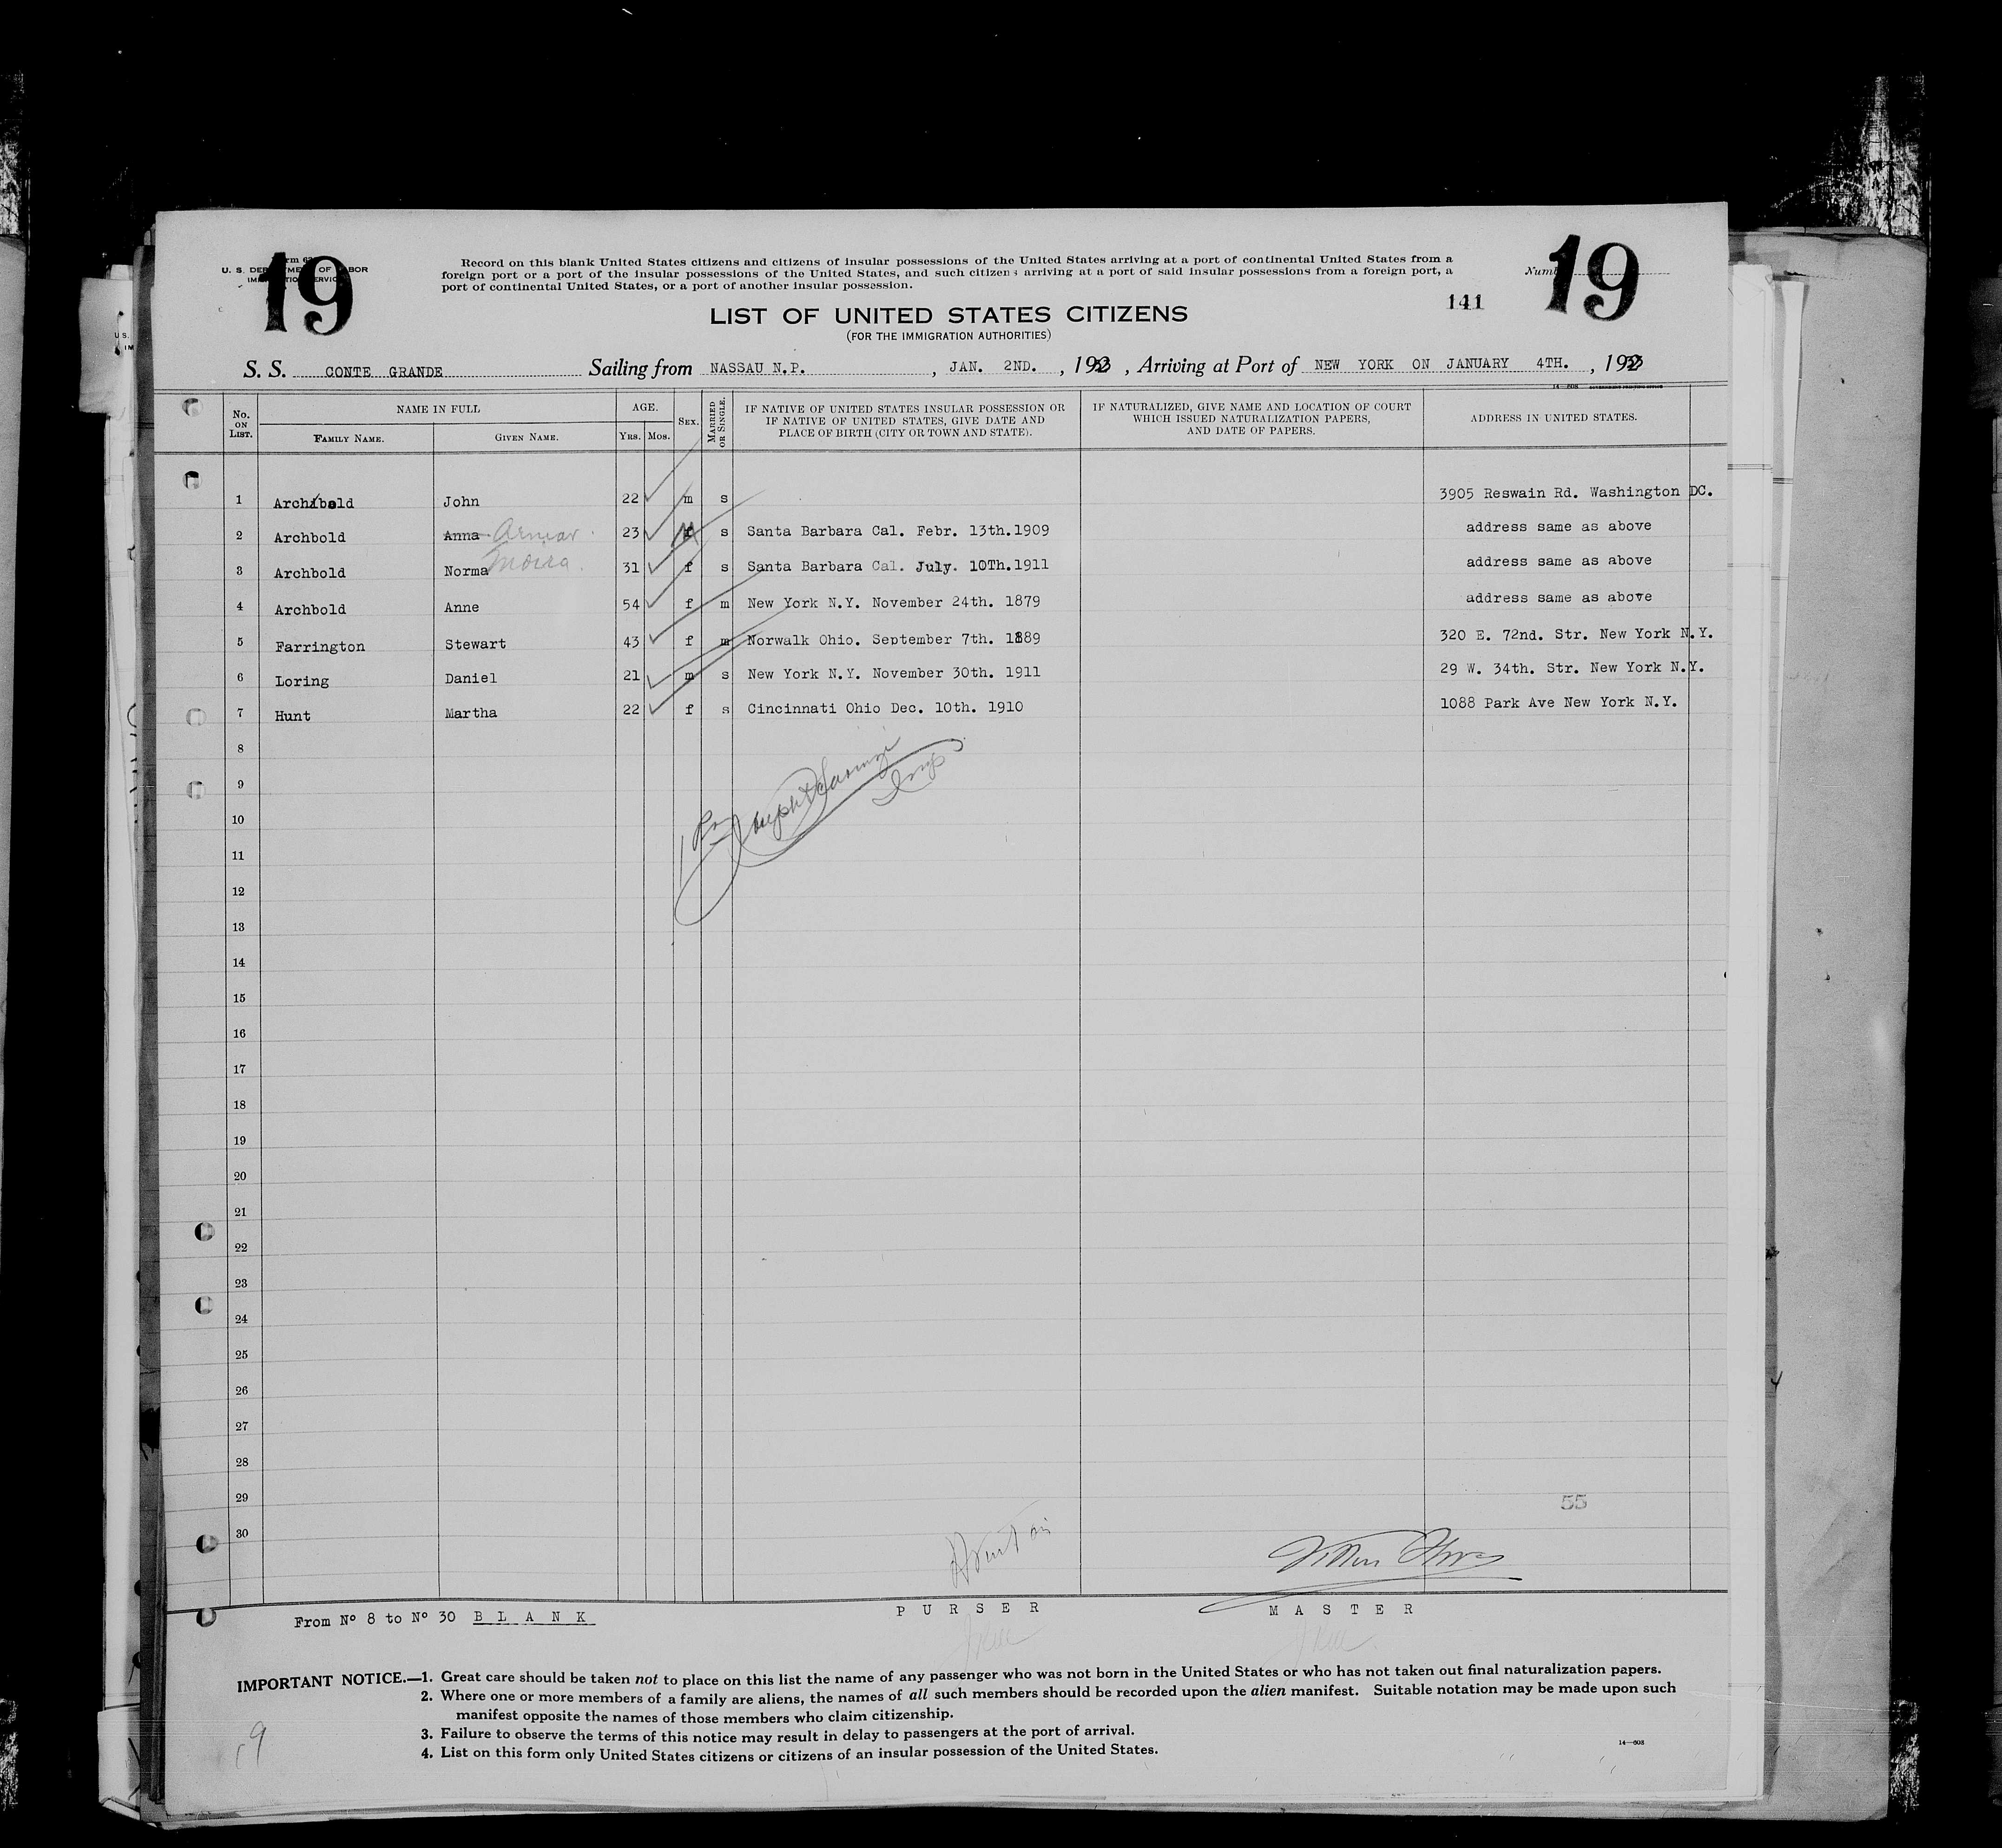 19
U. S. DEPARTMENT OF LABOR
IMMIGRATION SERVICE
Record on this blank United States citizens and citizens of insular possessions of the United States arriving at a port of continental United States from a
foreign port or a port of the insular possessions of the United States, and such citizens arriving at a port of said insular possessions from a foreign port, a
port of continental United States, or a port of another insular possession.
19
141
LIST OF UNITED STATES CITIZENS
(FOR THE IMMIGRATION AUTHORITIES)
S. S. CONTE GRANDE Sailing from NASSAU N.P. , JAN. 2ND. , 1933 , Arriving at Port of NEW YORK ON JANUARY 4TH. , 1933
No. ON LIST. NAME IN FULL FAMILY NAME. GIVEN NAME. AGE. YRS. MOS. SEX. MARRIED OR SINGLE. IF NATIVE OF UNITED STATES INSULAR POSSESSION OR IF NATIVE OF UNITED STATES, GIVE DATE AND PLACE OF BIRTH (CITY OR TOWN AND STATE). IF NATURALIZED, GIVE NAME AND LOCATION OF COURT WHICH ISSUED NATURALIZATION PAPERS, AND DATE OF PAPERS. ADDRESS IN UNITED STATES.
1 Archibold John 22 m s 3905 Reswain Rd. Washington DC.
2 Archbold Anna Armar 23 M s Santa Barbara Cal. Febr. 13th.1909 address same as above
3 Archbold Norma Moira 31 f s Santa Barbara Cal. July. 10Th.1911 address same as above
4 Archbold Anne 54 f m New York N.Y. November 24th. 1879 address same as above
5 Farrington Stewart 43 f m Norwalk Ohio. September 7th. 1889 320 E. 72nd. Str. New York N.Y.
6 Loring Daniel 21 m s New York N.Y. November 30th. 1911 29 W. 34th. Str. New York N.Y.
7 Hunt Martha 22 f s Cincinnati Ohio Dec. 10th. 1910 1088 Park Ave New York N.Y.
8
9
10
11
12
13
14
15
16
17
18
19
20
21
22
23
24
25
26
27
28
29
55
30
From Nº 8 to Nº 30 B L A N K
P U R S E R
M A S T E R
IMPORTANT NOTICE.—1. Great care should be taken not to place on this list the name of any passenger who was not born in the United States or who has not taken out final naturalization papers.
2. Where one or more members of a family are aliens, the names of all such members should be recorded upon the alien manifest. Suitable notation may be made upon such
manifest opposite the names of those members who claim citizenship.
3. Failure to observe the terms of this notice may result in delay to passengers at the port of arrival.
4. List on this form only United States citizens or citizens of an insular possession of the United States.
14—608
19